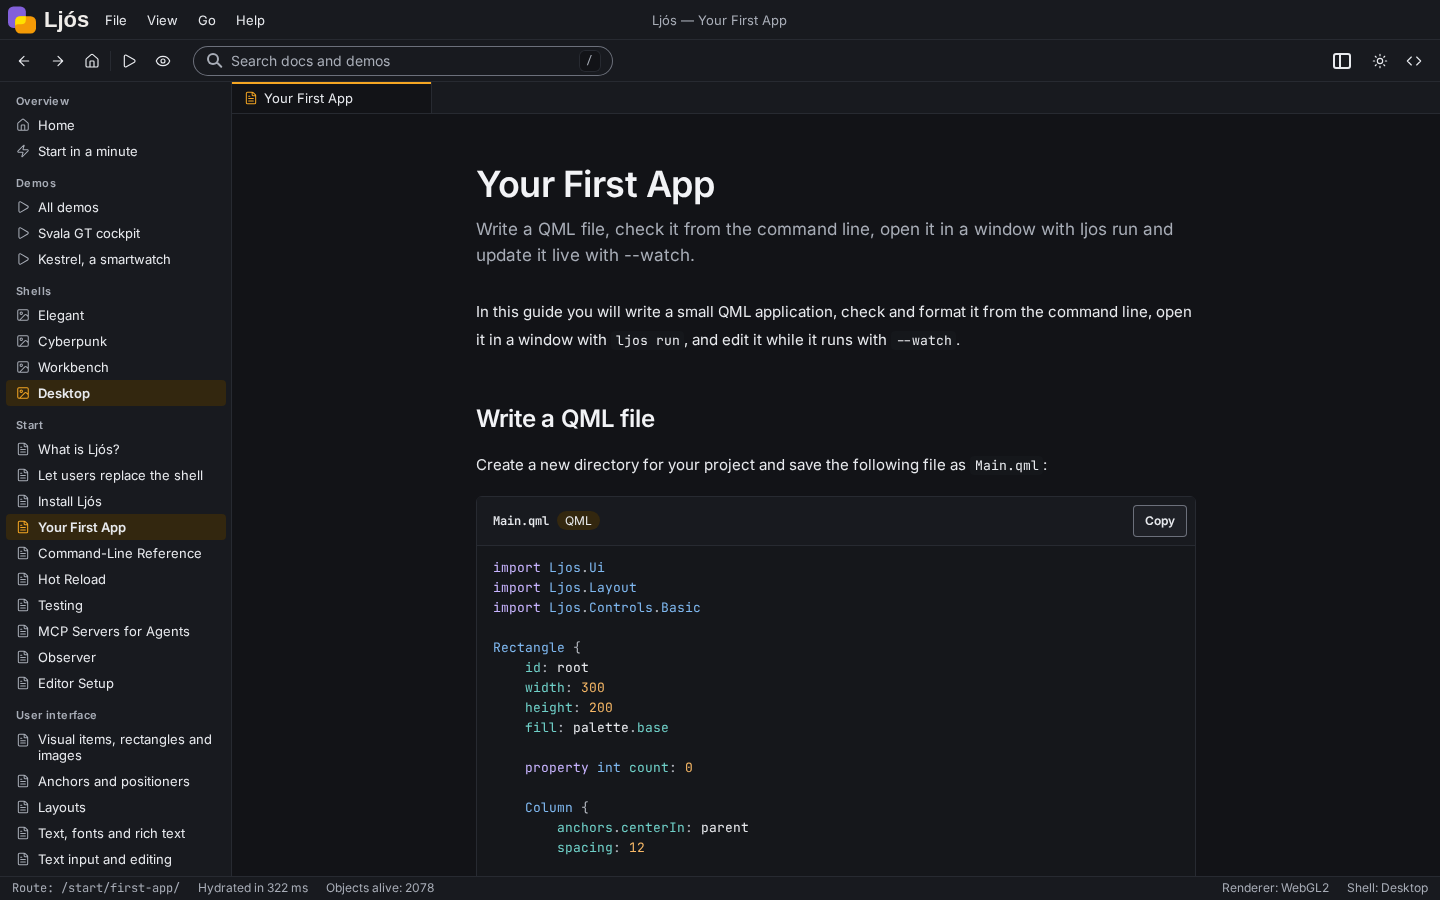 Ljós File View Go Help Ljós — Your First App
Search docs and demos /
Overview
Home
Start in a minute
Demos
All demos
Svala GT cockpit
Kestrel, a smartwatch
Shells
Elegant
Cyberpunk
Workbench
Desktop
Start
What is Ljós?
Let users replace the shell
Install Ljós
Your First App
Command-Line Reference
Hot Reload
Testing
MCP Servers for Agents
Observer
Editor Setup
User interface
Visual items, rectangles and
images
Anchors and positioners
Layouts
Text, fonts and rich text
Text input and editing
Your First App
Your First App
Write a QML file, check it from the command line, open it in a window with ljos run and
update it live with --watch.
In this guide you will write a small QML application, check and format it from the command line, open
it in a window with ljos run, and edit it while it runs with --watch.
Write a QML file
Create a new directory for your project and save the following file as Main.qml:
Main.qml QML Copy
import Ljos.Ui
import Ljos.Layout
import Ljos.Controls.Basic
Rectangle {
    id: root
    width: 300
    height: 200
    fill: palette.base
    property int count: 0
    Column {
        anchors.centerIn: parent
        spacing: 12
Route: /start/first-app/ Hydrated in 322 ms Objects alive: 2078 Renderer: WebGL2 Shell: Desktop